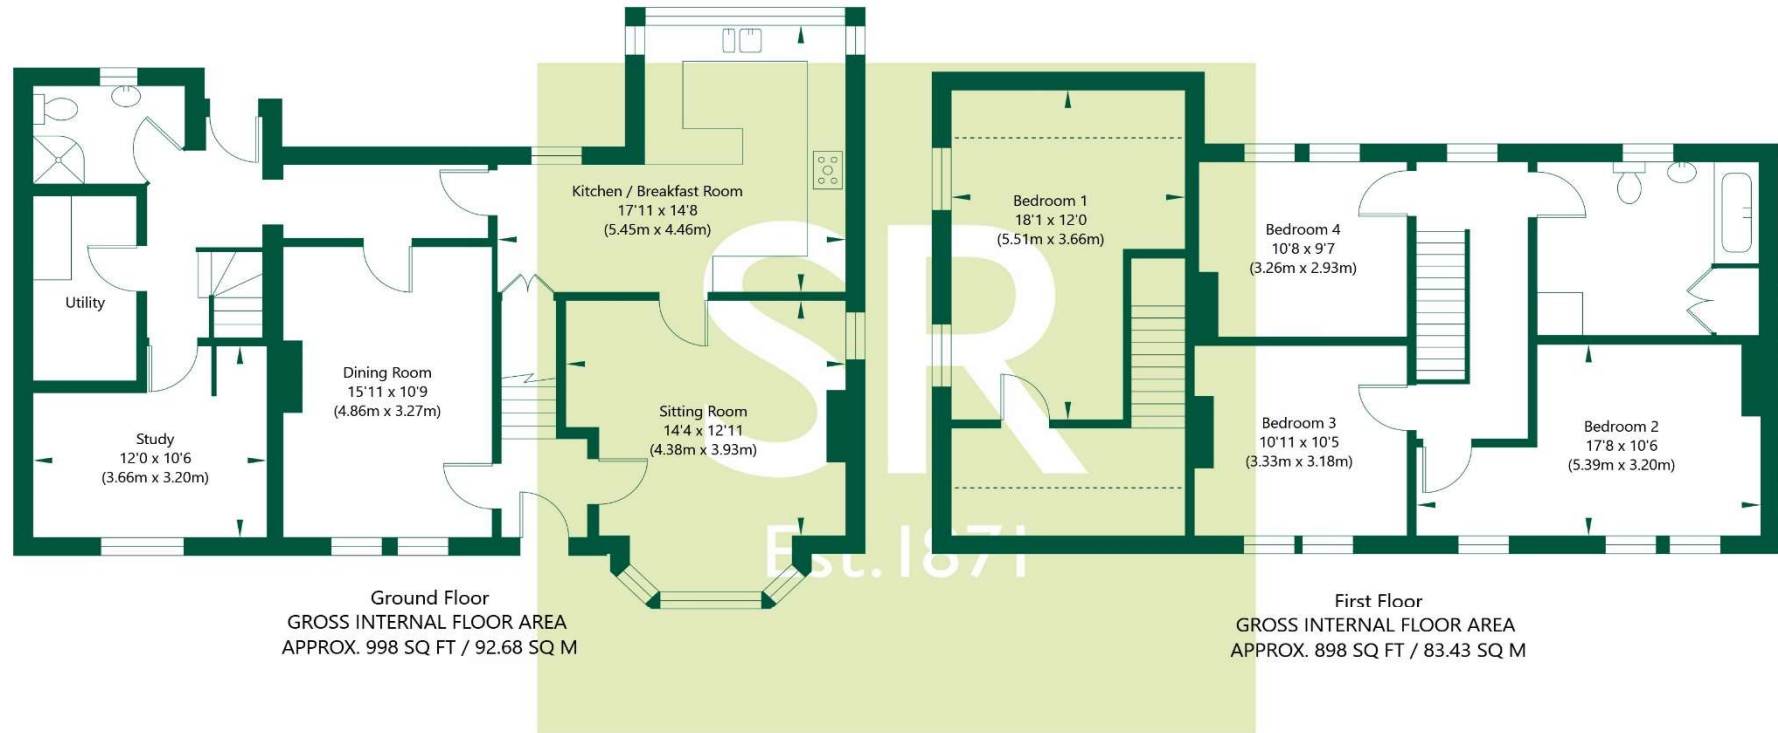 Kitchen / Breakfast Room
17'11 x 14'8
(5.45m x 4.46m)
Utility
Dining Room
15'11 x 10'9
(4.86m x 3.27m)
Study
12'0 x 10'6
(3.66m x 3.20m)
Sitting Room
14'4 x 12'11
(4.38m x 3.93m)
Ground Floor
GROSS INTERNAL FLOOR AREA
APPROX. 998 SQ FT / 92.68 SQ M
SR
Est.1871
Bedroom 1
18'1 x 12'0
(5.51m x 3.66m)
Bedroom 4
10'8 x 9'7
(3.26m x 2.93m)
Bedroom 3
10'11 x 10'5
(3.33m x 3.18m)
Bedroom 2
17'8 x 10'6
(5.39m x 3.20m)
First Floor
GROSS INTERNAL FLOOR AREA
APPROX. 898 SQ FT / 83.43 SQ M